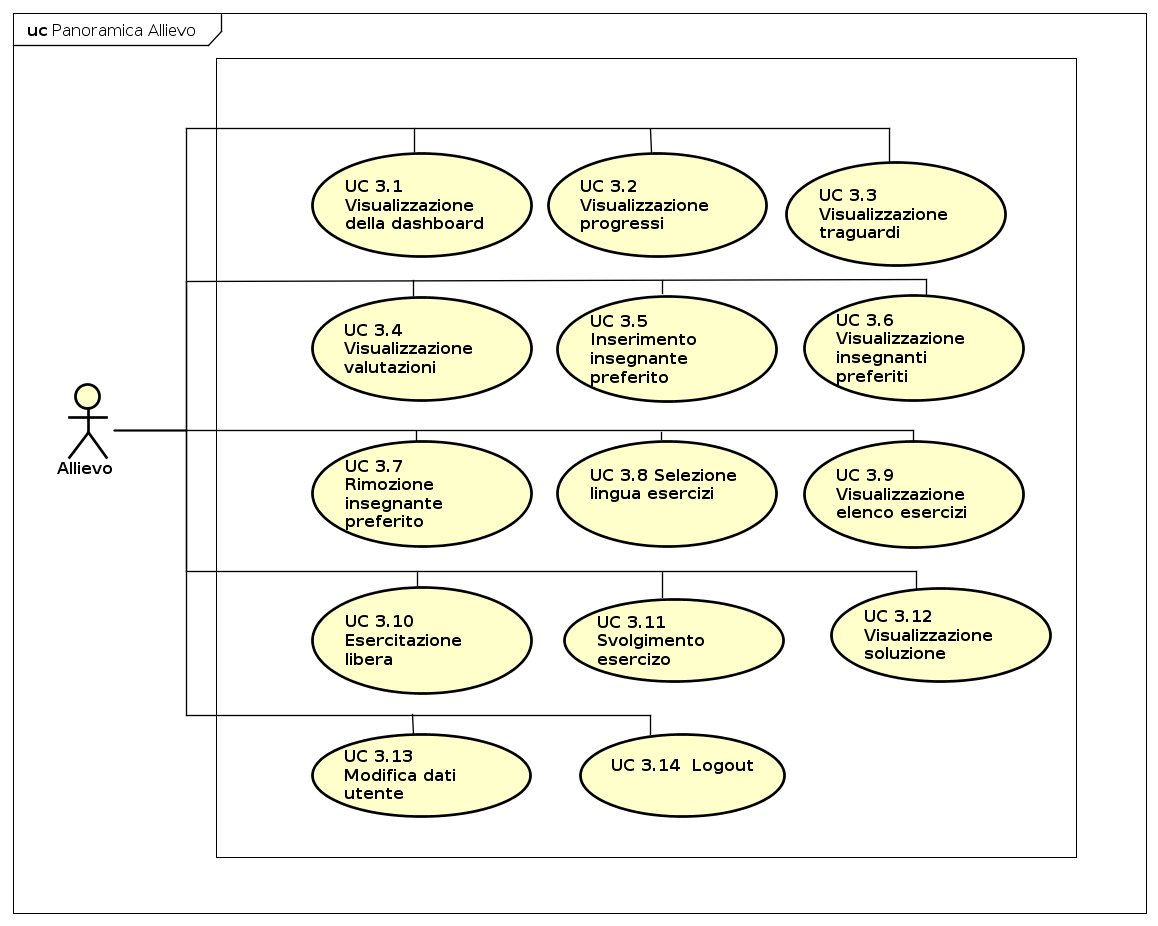 uc Panoramica Allievo
UC 3.1
Visualizzazione
della dashboard
UC 3.2
Visualizzazione
progressi
UC 3.3
Visualizzazione
traguardi
UC 3.4
Visualizzazione
valutazioni
UC 3.5
Inserimento
insegnante
preferito
UC 3.6
Visualizzazione
insegnanti
preferiti
Allievo
UC 3.7
Rimozione
insegnante
preferito
UC 3.8 Selezione
lingua esercizi
UC 3.9
Visualizzazione
elenco esercizi
UC 3.10
Esercitazione
libera
UC 3.11
Svolgimento
esercizo
UC 3.12
Visualizzazione
soluzione
UC 3.13
Modifica dati
utente
UC 3.14 Logout